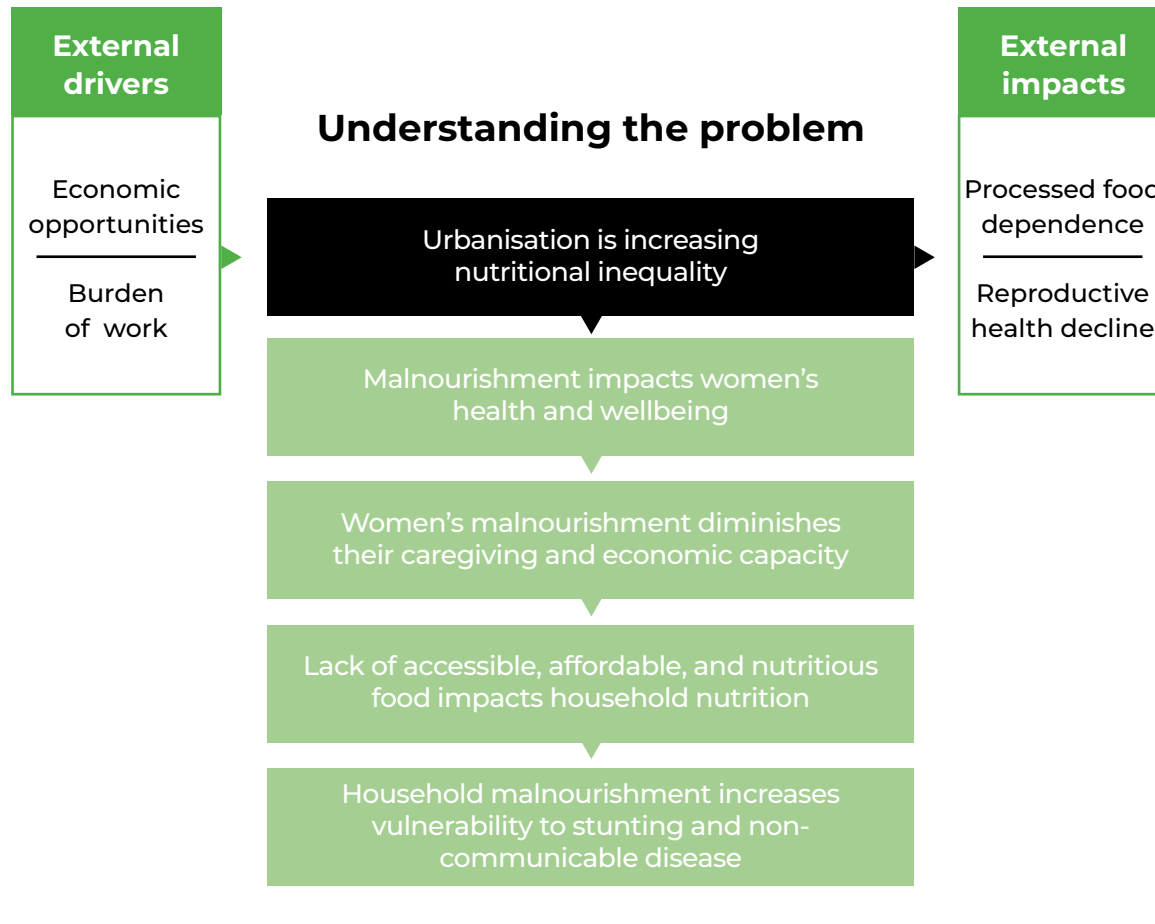 External
drivers
Economic
opportunities
Burden
of work
Understanding the problem
Urbanisation is increasing
nutritional inequality
Malnourishment impacts women’s
health and wellbeing
Women’s malnourishment diminishes
their caregiving and economic capacity
Lack of accessible, affordable, and nutritious
food impacts household nutrition
Household malnourishment increases
vulnerability to stunting and non-
communicable disease
External
impacts
Processed food
dependence
Reproductive
health decline